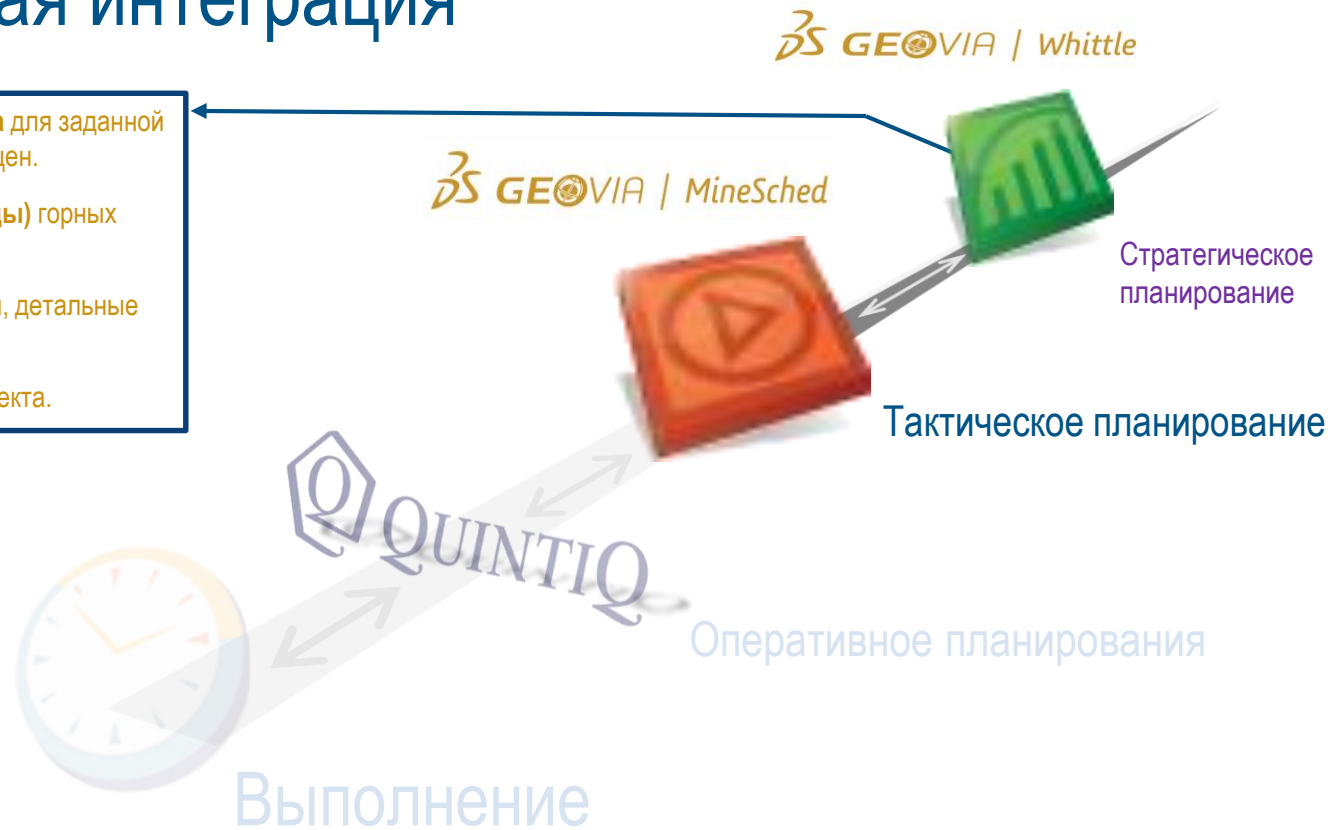 ая интеграция
GEOVIA | Whittle
а для заданной
цен.
GEOVIA | MineSched
ды) горных
Стратегическое
планирование
, детальные
екта.
Тактическое планирование
QUINTIQ
Оперативное планирования
Выполнение